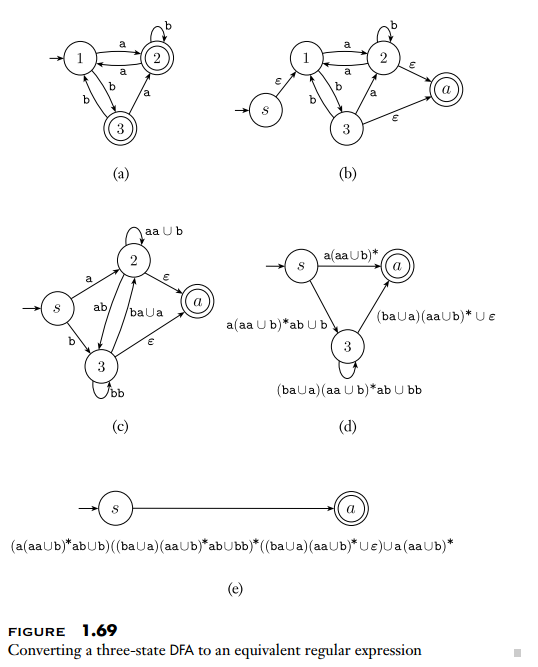 b
a
1
2
a
b
b
a
3
(a)
b
a
1
2
ε
a
ε
b
a
a
s
b
3
ε
(b)
aa ∪ b
2
a
ε
s
ab
ba∪a
a
b
ε
3
bb
(c)
a(aa∪b)*
s
a
a(aa ∪ b)*ab ∪ b
(ba∪a)(aa∪b)* ∪ ε
3
(ba∪a)(aa ∪ b)*ab ∪ bb
(d)
s
a
(a(aa∪b)*ab∪b)((ba∪a)(aa∪b)*ab∪bb)*((ba∪a)(aa∪b)*∪ε)∪a(aa∪b)*
(e)
FIGURE 1.69
Converting a three-state DFA to an equivalent regular expression